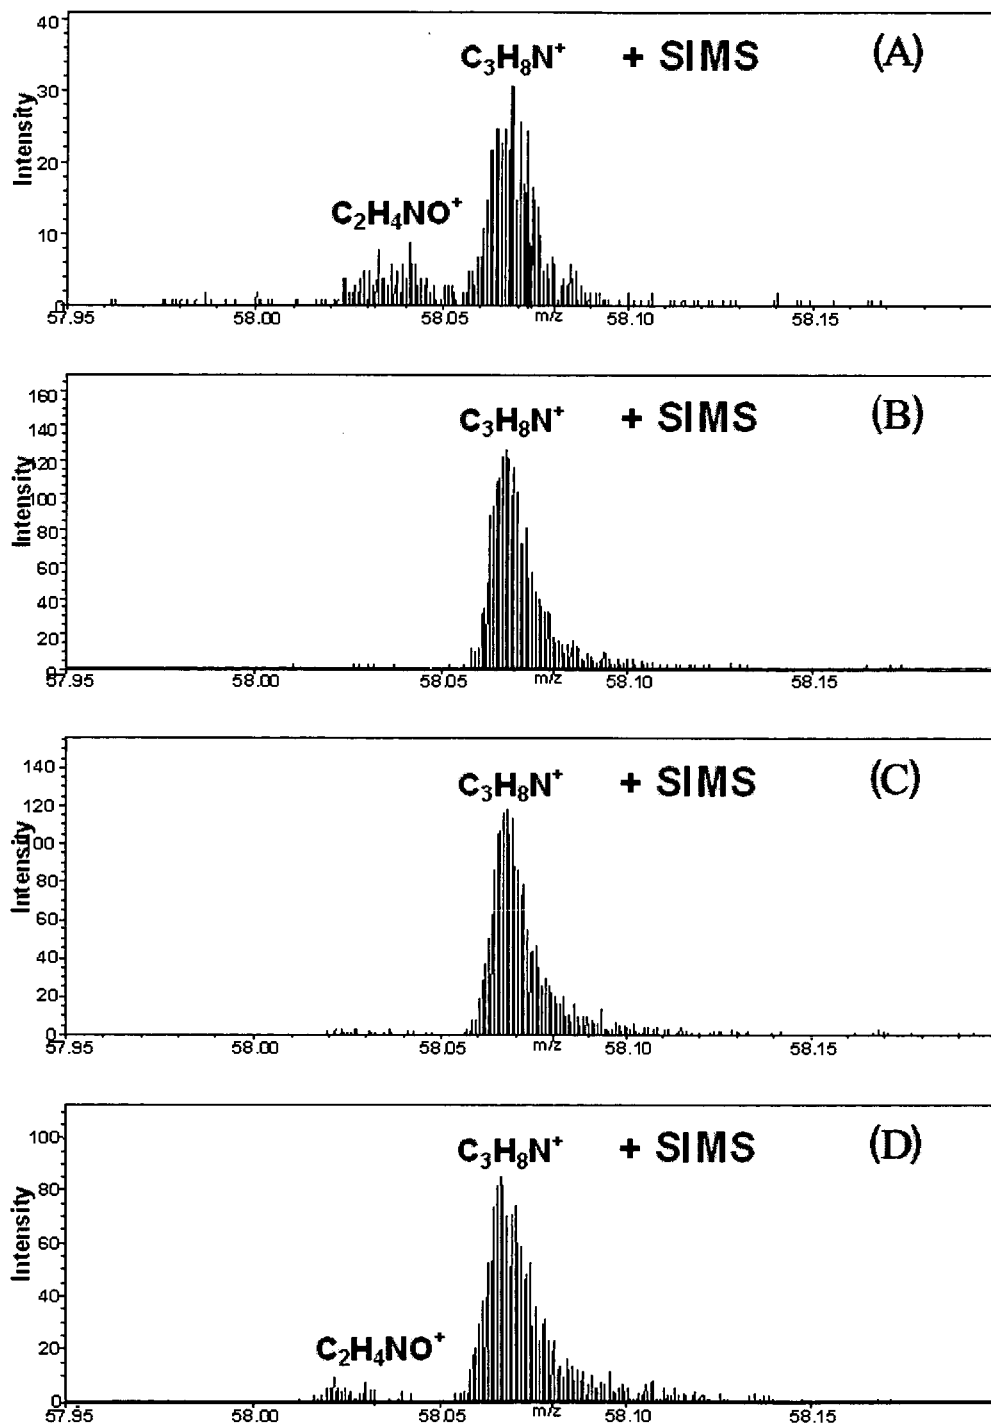 C₃H₈N⁺ + SIMS (A)
C₂H₄NO⁺
Intensity
40
30
20
10
0
57.95 58.00 58.05 m/z 58.10 58.15
C₃H₈N⁺ + SIMS (B)
Intensity
160
140
120
100
80
60
40
20
0
57.95 58.00 58.05 m/z 58.10 58.15
C₃H₈N⁺ + SIMS (C)
Intensity
140
120
100
80
60
40
20
0
57.95 58.00 58.05 m/z 58.10 58.15
C₃H₈N⁺ + SIMS (D)
C₂H₄NO⁺
Intensity
100
80
60
40
20
0
57.95 58.00 58.05 m/z 58.10 58.15